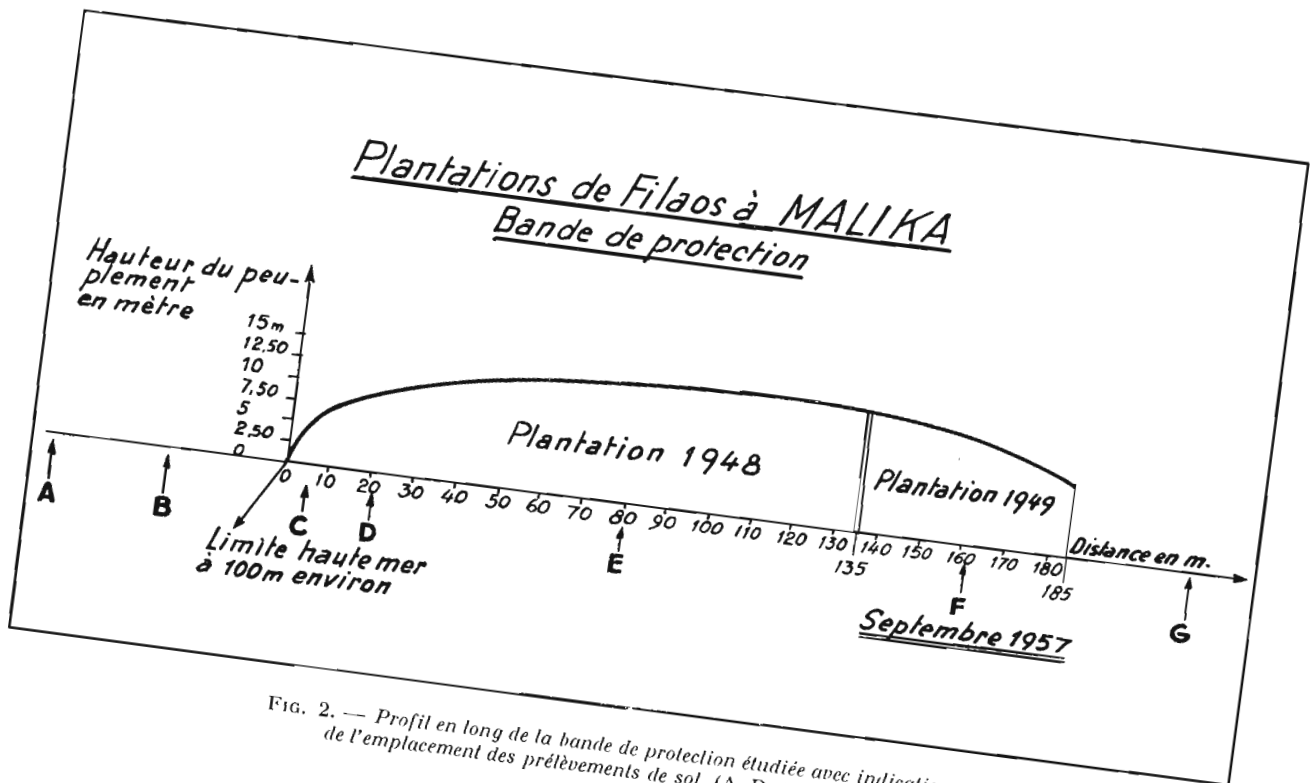 Plantations de Filaos à MALIKA
Bande de protection
Hauteur du peu-
plement
en mètre
15m
12,50
10
7,50
5
2,50
0
0 10 20 30 40 50 60 70 80 90 100 110 120 130 140 150 160 170 180
135
185
Distance en m.
Plantation 1948
Plantation 1949
A
B
C
D
E
F
G
Limite haute mer
à 100m environ
Septembre 1957
FIG. 2. — Profil en long de la bande de protection étudiée avec
de l'emplacement des prélèvements de sol. (A